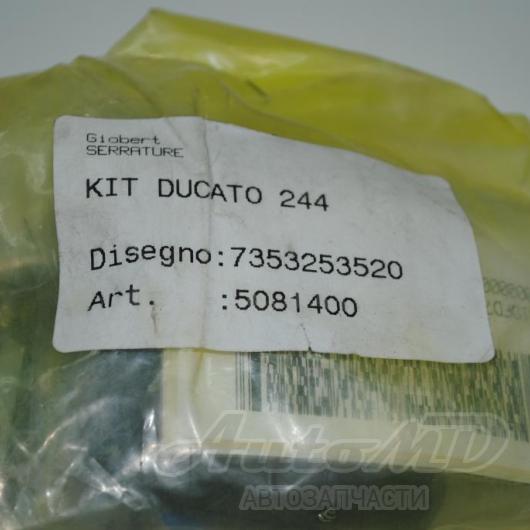 Giobert
SERRATURE
KIT DUCATO 244
Disegno:7353253520
Art. :5081400
AutoMD
АВТОЗАПЧАСТИ